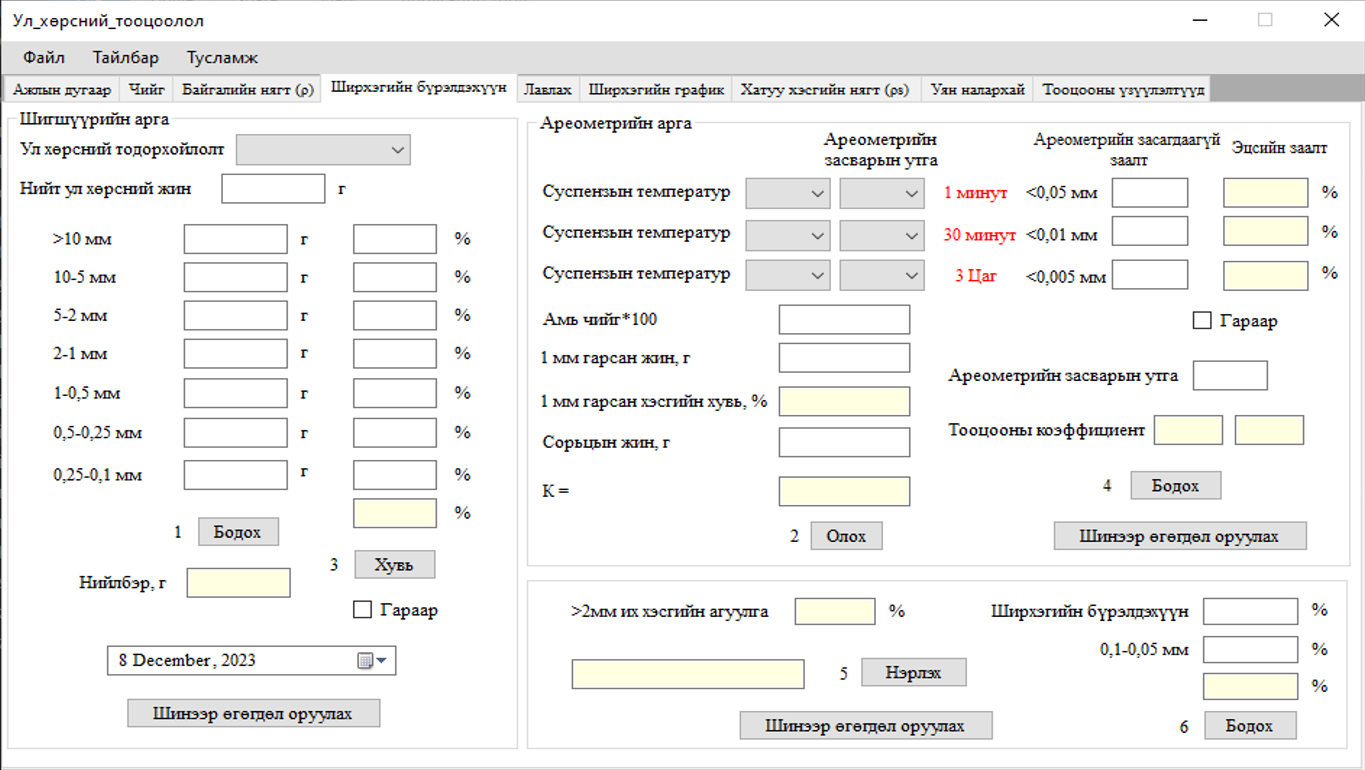 Ул_хөрсний_тооцоолол
Файл Тайлбар Тусламж
Ажлын дугаар Чийг Байгалийн нягт (ρ) Ширхэгийн бүрэлдэхүүн Лавлах Ширхэгийн график Хатуу хэсгийн нягт (ρs) Уян налархай Тооцооны үзүүлэлтүүд
Шигшүүрийн арга
Ул хөрсний тодорхойлолт
Нийт ул хөрсний жин г
>10 мм г %
10-5 мм г %
5-2 мм г %
2-1 мм г %
1-0,5 мм г %
0,5-0,25 мм г %
0,25-0,1 мм г %
%
1 Бодох
3 Хувь
Нийлбэр, г
Гараар
8 December , 2023
Шинээр өгөгдөл оруулах
Ареометрийн арга
Ареометрийн
засварын утга
Ареометрийн засагдаагүй
заалт
Эцсийн заалт
Суспензын температур 1 минут <0,05 мм %
Суспензын температур 30 минут <0,01 мм %
Суспензын температур 3 Цаг <0,005 мм %
Амь чийг*100
Гараар
1 мм гарсан жин, г
Ареометрийн засварын утга
1 мм гарсан хэсгийн хувь, %
Тооцооны коэффициент
Сорьцын жин, г
К =
4 Бодох
2 Олох
Шинээр өгөгдөл оруулах
>2мм их хэсгийн агуулга %
Ширхэгийн бүрэлдэхүүн %
0,1-0,05 мм %
%
5 Нэрлэх
Шинээр өгөгдөл оруулах
6 Бодох